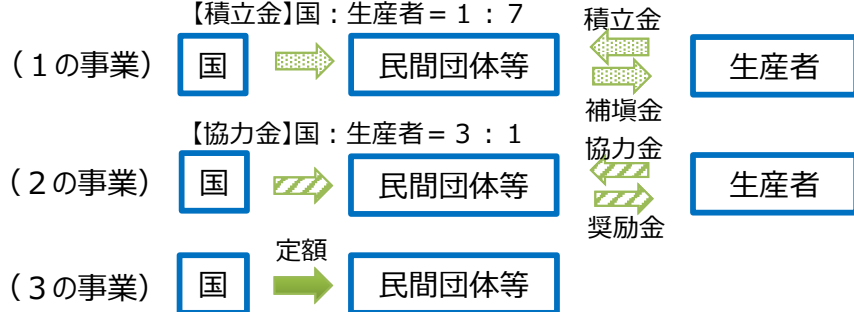 【積立金】国：生産者＝１：７
積立金
（１の事業） 国 民間団体等 生産者
補塡金
【協力金】国：生産者＝３：１
協力金
（２の事業） 国 民間団体等 生産者
奨励金
定額
（３の事業） 国 民間団体等